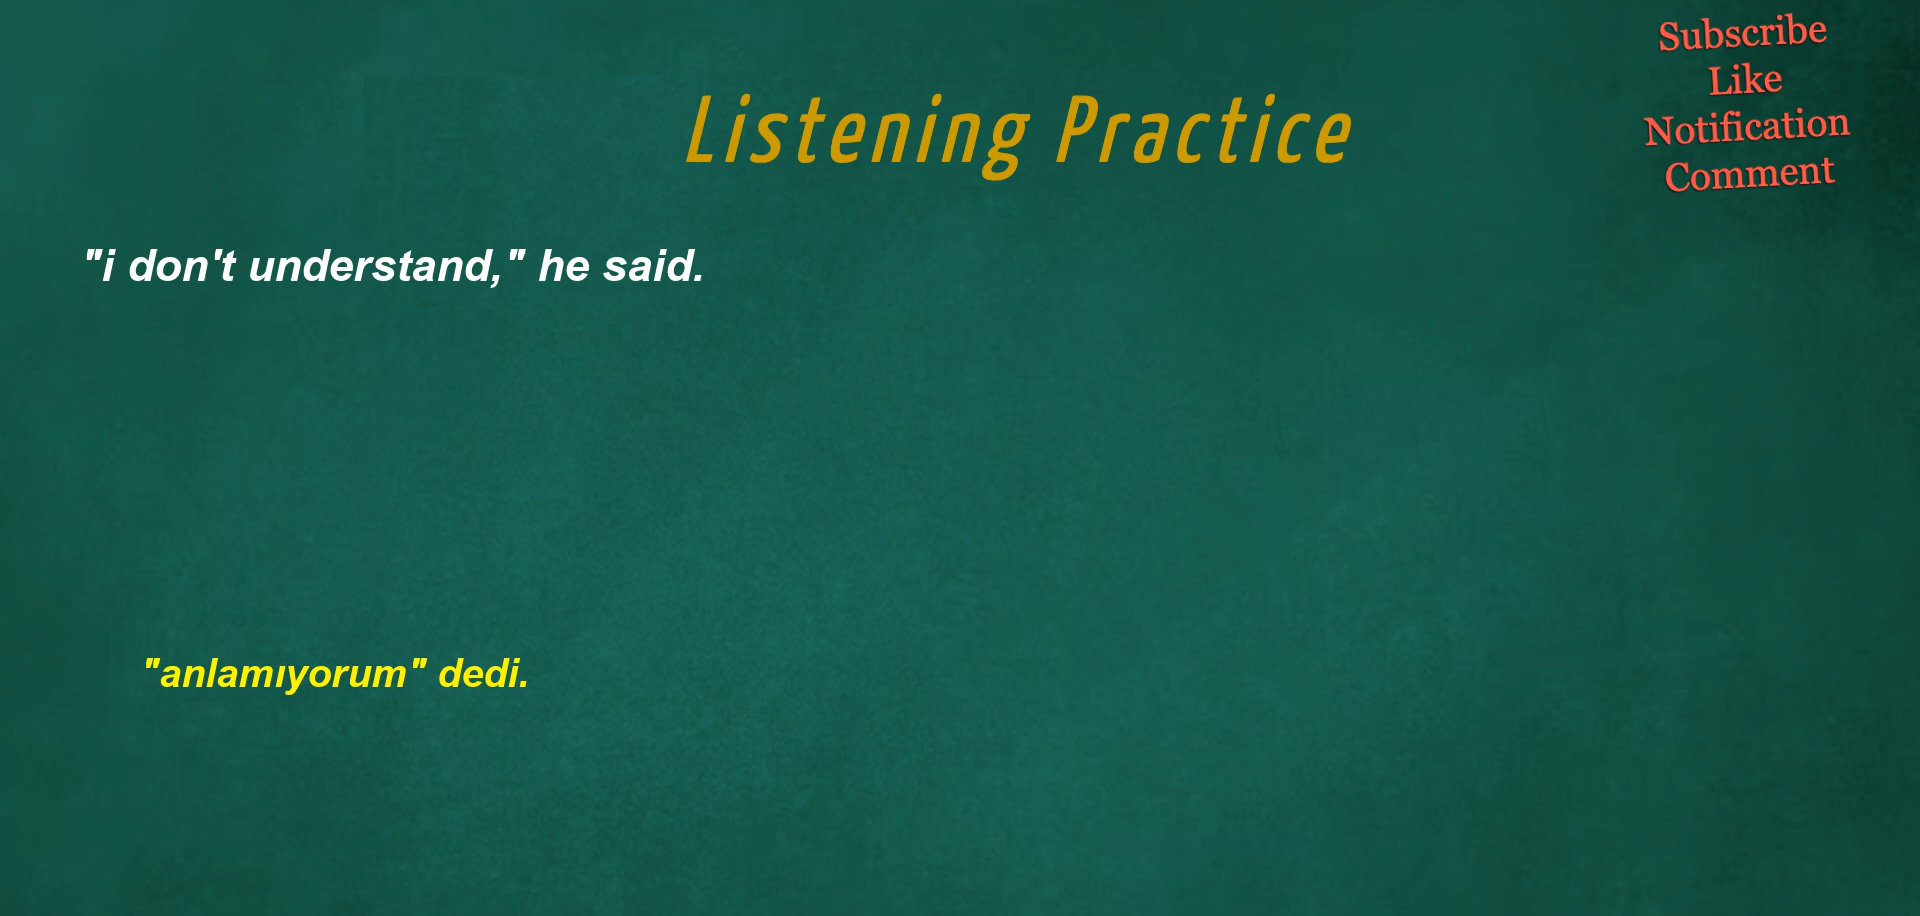 Subscribe
Like
Notification
Comment
Listening Practice
"i don't understand," he said.
"anlamıyorum" dedi.